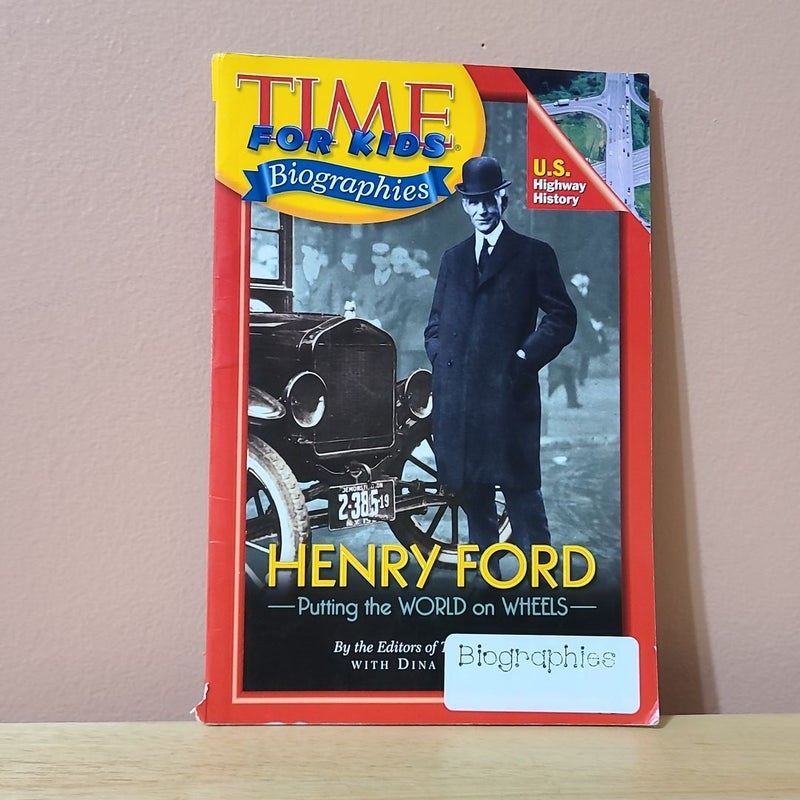 TIME
FOR KIDS®
Biographies
U.S.
Highway
History
2·385 19
HENRY FORD
Putting the WORLD on WHEELS
By the Editors of
WITH DINA
Biographies